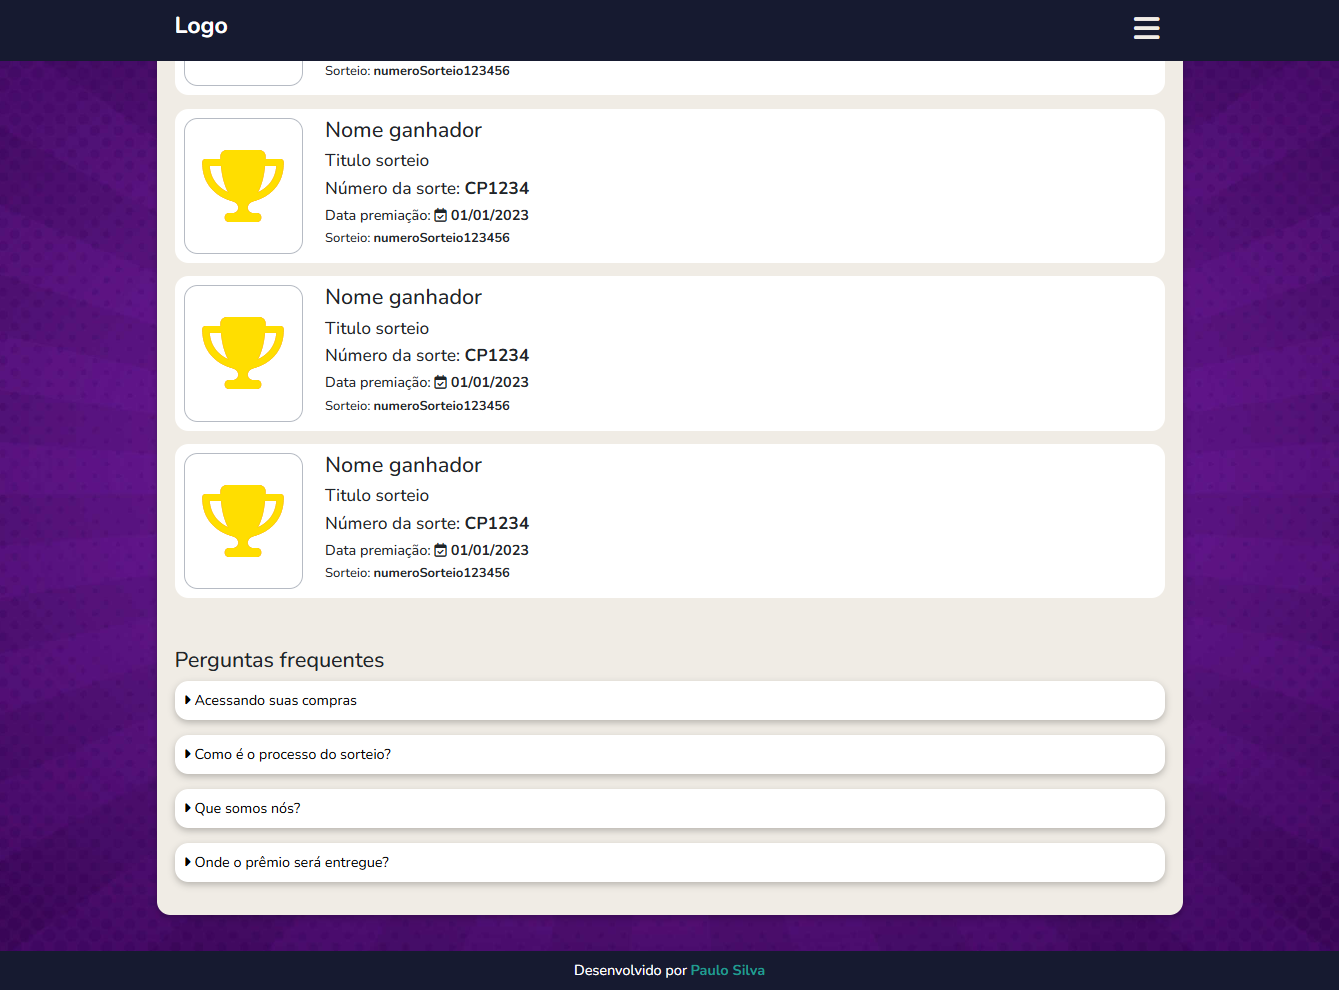 Logo
Sorteio: numeroSorteio123456
Nome ganhador
Titulo sorteio
Número da sorte: CP1234
Data premiação: 01/01/2023
Sorteio: numeroSorteio123456
Nome ganhador
Titulo sorteio
Número da sorte: CP1234
Data premiação: 01/01/2023
Sorteio: numeroSorteio123456
Nome ganhador
Titulo sorteio
Número da sorte: CP1234
Data premiação: 01/01/2023
Sorteio: numeroSorteio123456
Perguntas frequentes
Acessando suas compras
Como é o processo do sorteio?
Que somos nós?
Onde o prêmio será entregue?
Desenvolvido por Paulo Silva